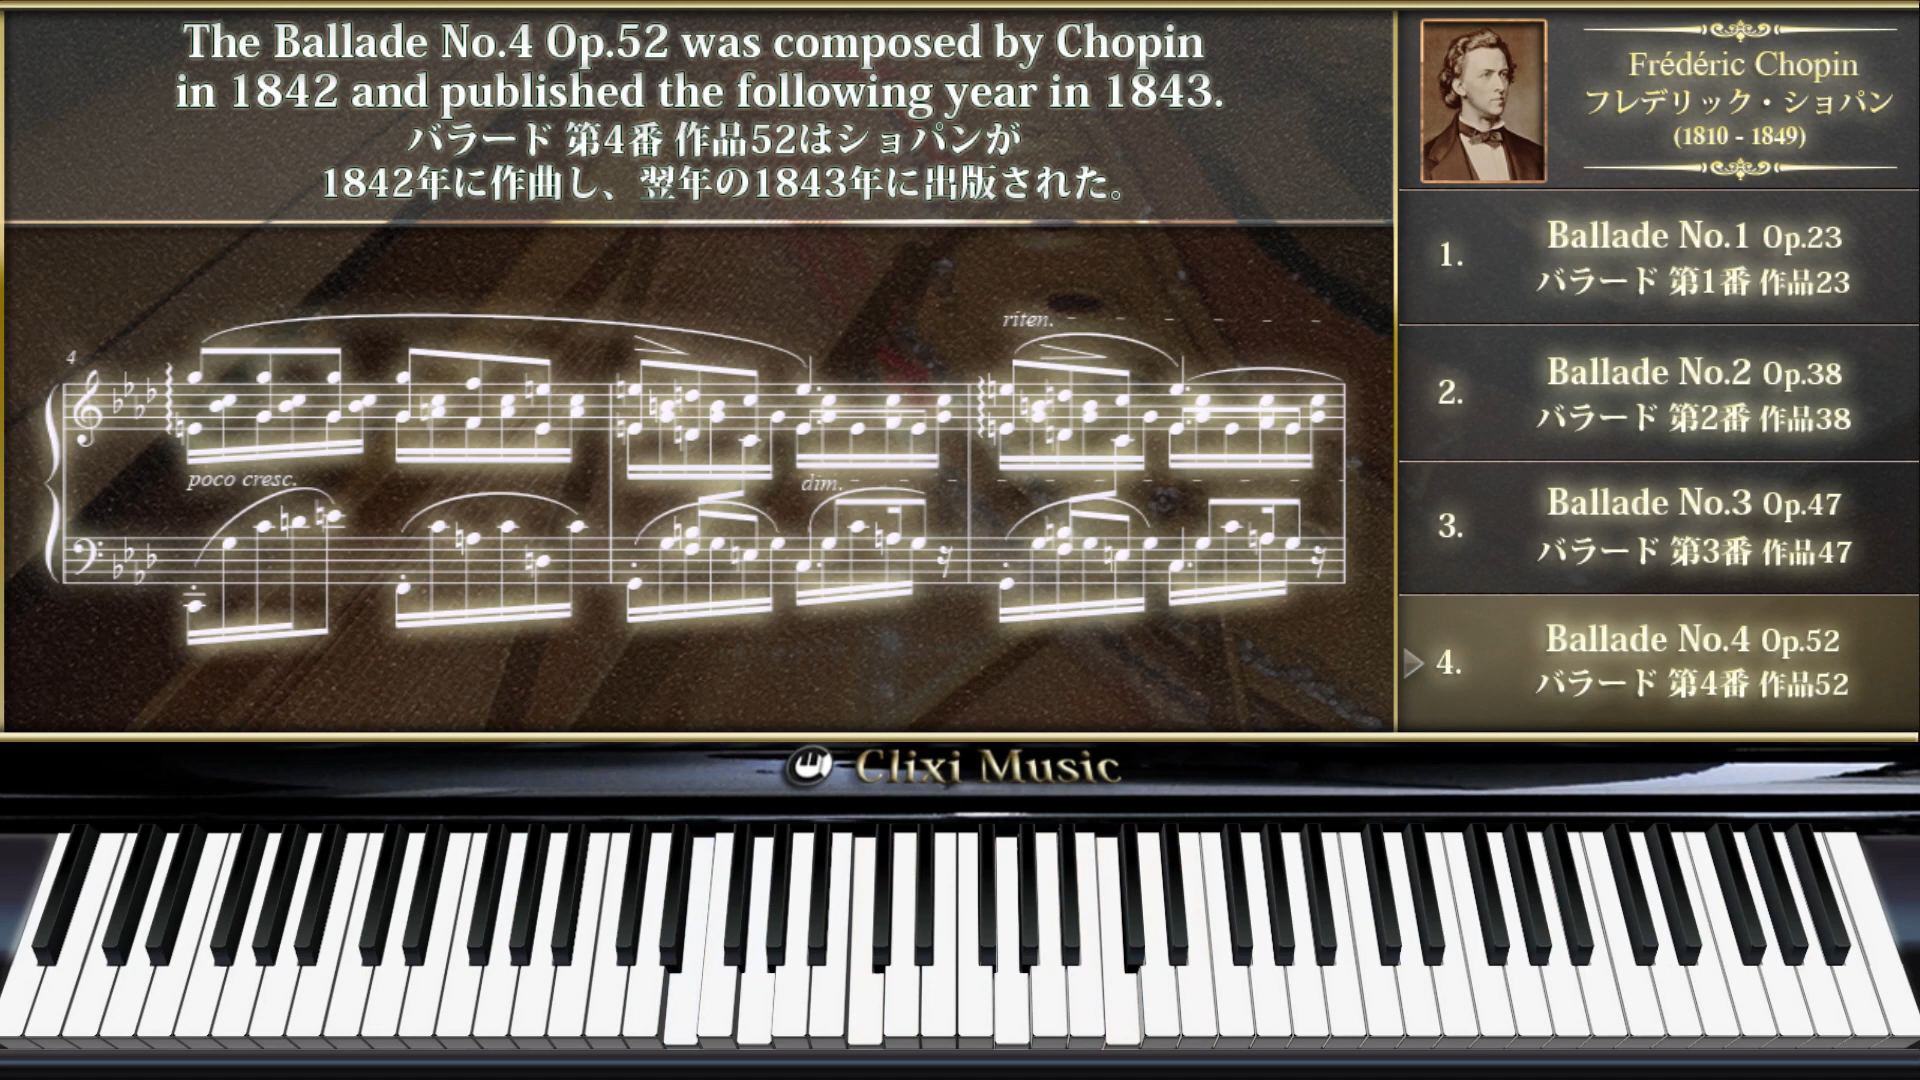 The Ballade No.4 Op.52 was composed by Chopin
in 1842 and published the following year in 1843.
バラード 第4番 作品52はショパンが
1842年に作曲し、翌年の1843年に出版された。
Frédéric Chopin
フレデリック・ショパン
(1810 - 1849)
1.
Ballade No.1 Op.23
バラード 第1番 作品23
2.
Ballade No.2 Op.38
バラード 第2番 作品38
3.
Ballade No.3 Op.47
バラード 第3番 作品47
4.
Ballade No.4 Op.52
バラード 第4番 作品52
4
riten.
poco cresc.
dim.
Clixi Music